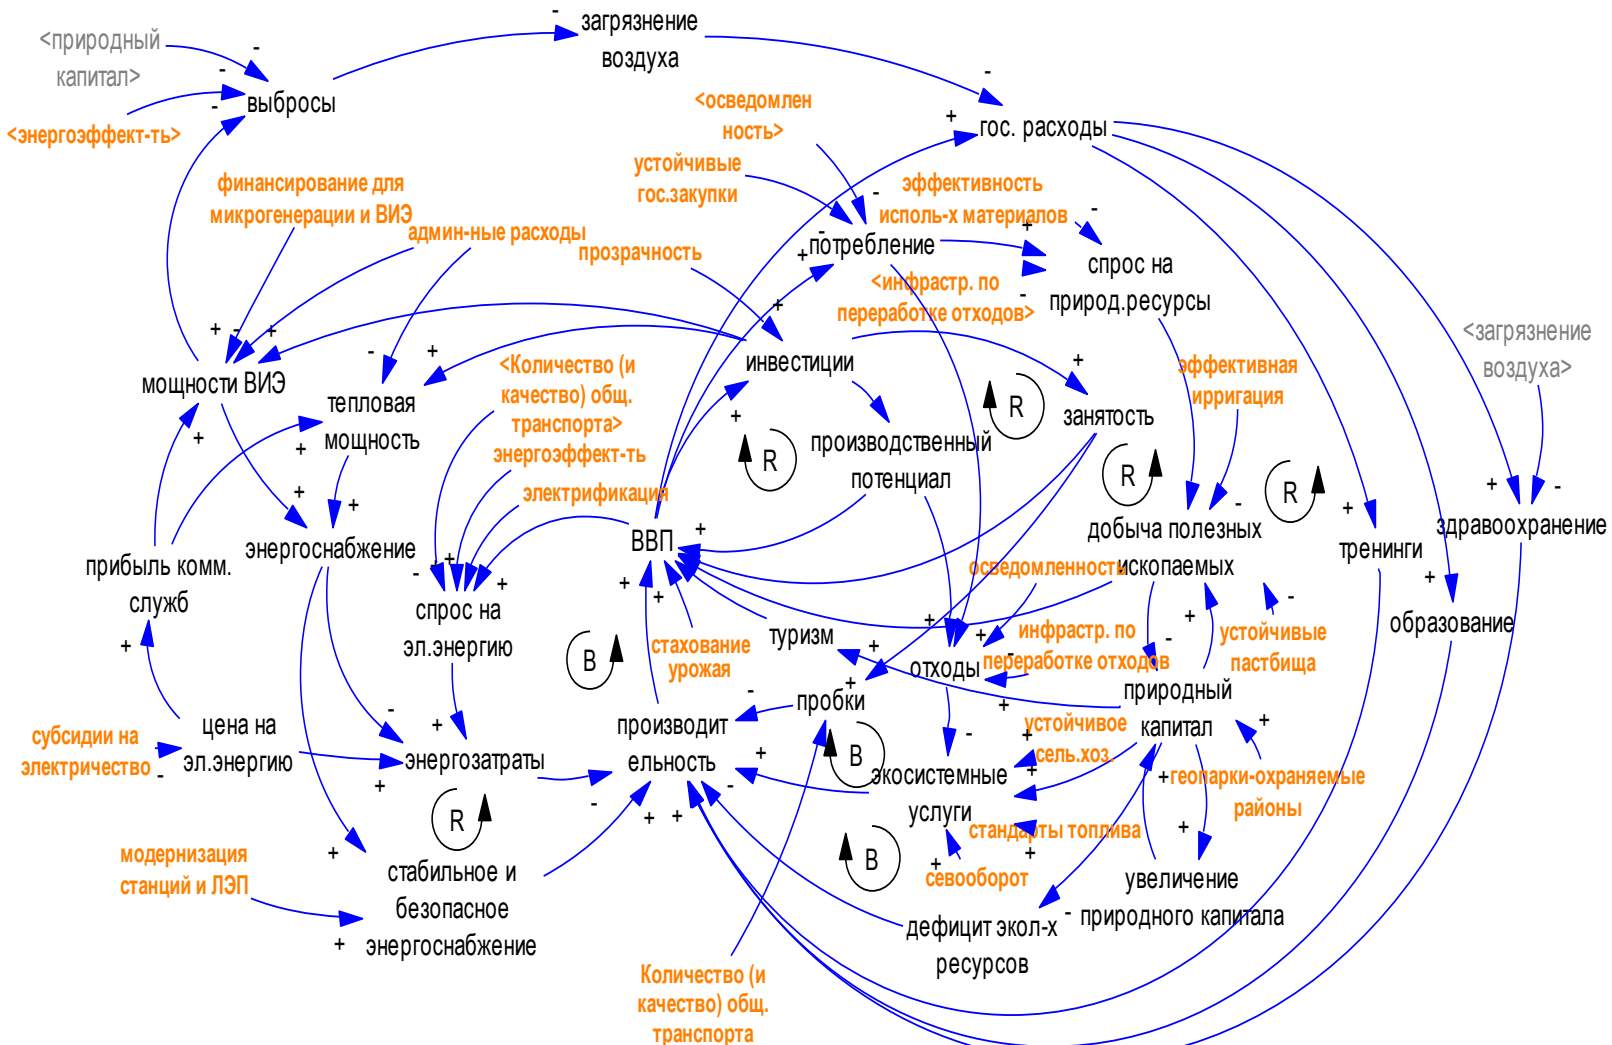 загрязнение
воздуха
<природный
капитал>
выбросы
<энергоэффект-ть>
<осведомлен
ность>
гос. расходы
устойчивые
гос.закупки
финансирование для
микрогенерации и ВИЭ
админ-ные расходы
прозрачность
эффективность
исполь-х материалов
потребление
спрос на
природ.ресурсы
<инфрастр. по
переработке отходов>
<загрязнение
воздуха>
мощности ВИЭ
тепловая
мощность
<Количество (и
качество) общ.
транспорта>
энергоэффект-ть
электрификация
инвестиции
производственный
потенциал
занятость
эффективная
ирригация
R
R
R
R
добыча полезных
ископаемых
здравоохранение
тренинги
образование
энергоснабжение
прибыль комм.
служб
ВВП
спрос на
эл.энергию
осведомленность
B
стахование
урожая
туризм
отходы
инфрастр. по
переработке отходов
устойчивые
пастбища
природный
капитал
пробки
производит
ельность
цена на
эл.энергию
субсидии на
электричество
энергозатраты
R
B
устойчивое
сель.хоз.
экосистемные
услуги
геопарки-охраняемые
районы
стандарты топлива
B
севооборот
модернизация
станций и ЛЭП
стабильное и
безопасное
энергоснабжение
увеличение
природного капитала
дефицит экол-х
ресурсов
Количество (и
качество) общ.
транспорта